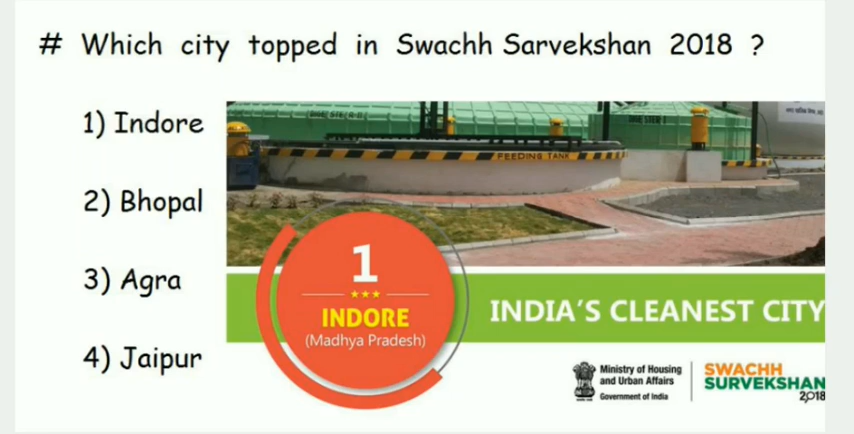 # Which city topped in Swachh Sarvekshan 2018 ?
1) Indore
2) Bhopal
3) Agra
4) Jaipur
FEEDING TANK
1
INDORE
(Madhya Pradesh)
INDIA'S CLEANEST CITY
Ministry of Housing
and Urban Affairs
Government of India
SWACHH
SURVEKSHAN
2018